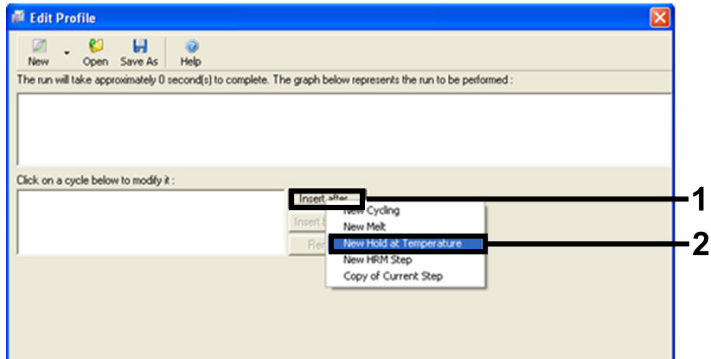 Edit Profile
New Open Save As Help
The run will take approximately 0 second(s) to complete. The graph below represents the run to be performed :
Click on a cycle below to modify it :
Insert after... 1
New Cycling
Insert
New Melt
New Hold at Temperature 2
New HRM Step
Copy of Current Step